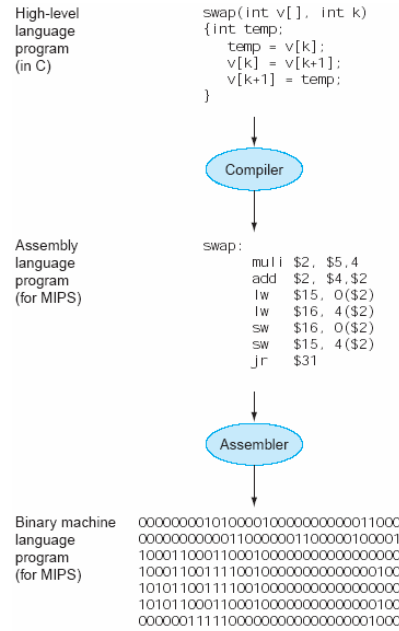 High-level
language
program
(in C)
swap(int v[], int k)
{int temp;
temp = v[k];
v[k] = v[k+1];
v[k+1] = temp;
}
Compiler
Assembly
language
program
(for MIPS)
swap:
muli $2, $5,4
add $2, $4,$2
lw $15, 0($2)
lw $16, 4($2)
sw $16, 0($2)
sw $15, 4($2)
jr $31
Assembler
Binary machine
language
program
(for MIPS)
00000000101000010000000000011000
00000000000110000001100000100001
10001100011000100000000000000000
10001100111100100000000000000100
10101100111100100000000000000000
10101100011000100000000000000100
00000011111000000000000000001000